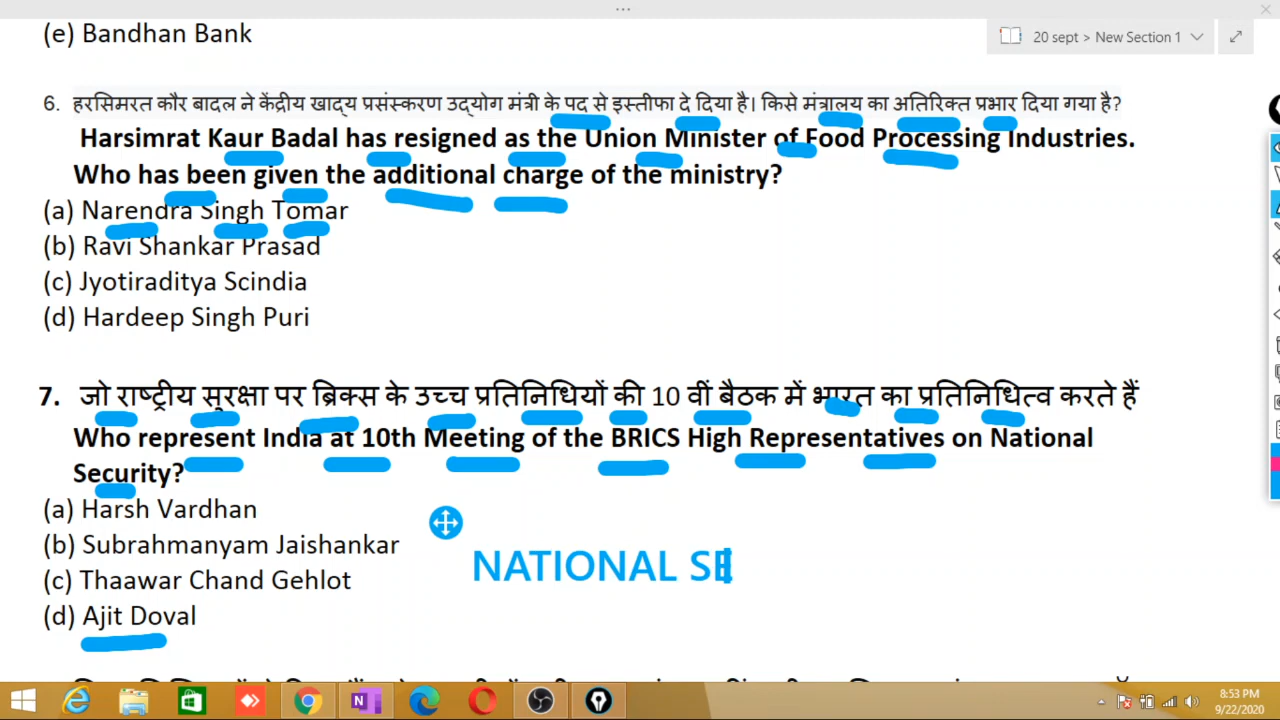 (e) Bandhan Bank
20 sept > New Section 1
6. हरसिमरत कौर बादल ने केंद्रीय खाद्य प्रसंस्करण उद्योग मंत्री के पद से इस्तीफा दे दिया है। किसे मंत्रालय का अतिरिक्त प्रभार दिया गया है?
Harsimrat Kaur Badal has resigned as the Union Minister of Food Processing Industries.
Who has been given the additional charge of the ministry?
(a) Narendra Singh Tomar
(b) Ravi Shankar Prasad
(c) Jyotiraditya Scindia
(d) Hardeep Singh Puri
7. जो राष्ट्रीय सुरक्षा पर ब्रिक्स के उच्च प्रतिनिधियों की 10 वीं बैठक में भारत का प्रतिनिधित्व करते हैं
Who represent India at 10th Meeting of the BRICS High Representatives on National
Security?
(a) Harsh Vardhan
(b) Subrahmanyam Jaishankar
NATIONAL SE
(c) Thaawar Chand Gehlot
(d) Ajit Doval
8:53 PM
9/22/2020